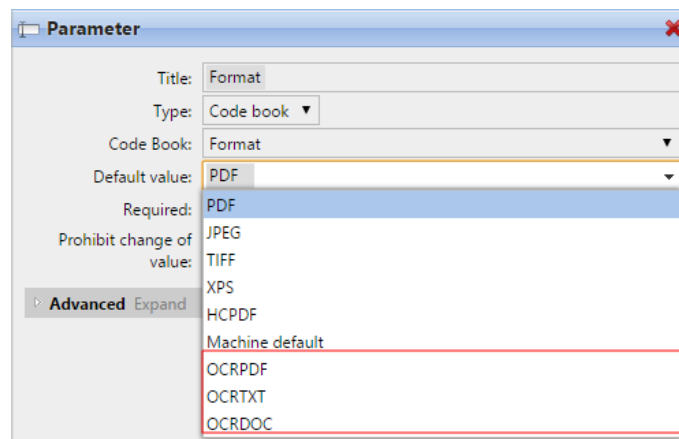 Parameter
Title: Format
Type: Code book
Code Book: Format
Default value: PDF
Required: PDF
Prohibit change of value: JPEG
TIFF
XPS
Advanced Expand
HCPDF
Machine default
OCRPDF
OCRTXT
OCRDOC